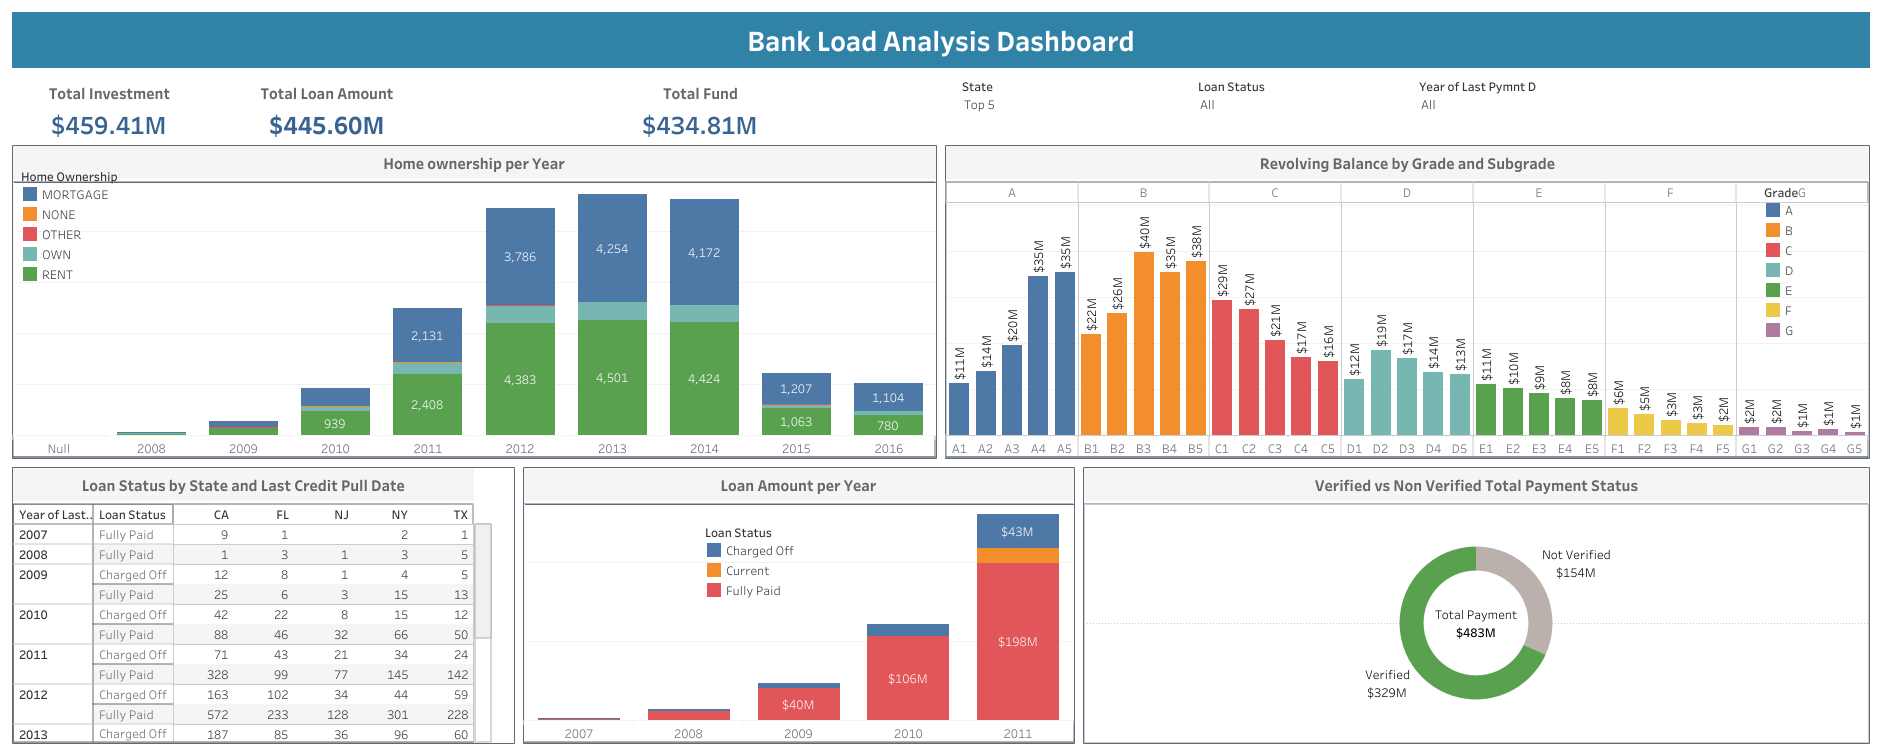 Bank Load Analysis Dashboard
Total Investment
$459.41M
Total Loan Amount
$445.60M
Total Fund
$434.81M
State
Top 5
Loan Status
All
Year of Last Pymnt D
All
Home ownership per Year
Home Ownership
MORTGAGE
NONE
OTHER
OWN
RENT
939
2,131
2,408
3,786
4,383
4,254
4,501
4,172
4,424
1,207
1,063
1,104
780
Null 2008 2009 2010 2011 2012 2013 2014 2015 2016
Revolving Balance by Grade and Subgrade
A B C D E F G
Grade
A
B
C
D
E
F
G
$11M $14M $20M $35M $35M $22M $26M $40M $35M $38M $29M $27M $21M $17M $16M $12M $19M $17M $14M $13M $11M $10M $9M $8M $8M $6M $5M $3M $3M $2M $2M $2M $1M $1M $1M
A1 A2 A3 A4 A5 B1 B2 B3 B4 B5 C1 C2 C3 C4 C5 D1 D2 D3 D4 D5 E1 E2 E3 E4 E5 F1 F2 F3 F4 F5 G1 G2 G3 G4 G5
Loan Status by State and Last Credit Pull Date
Year of Last.. Loan Status CA FL NJ NY TX
2007 Fully Paid 9 1 2 1
2008 Fully Paid 1 3 1 3 5
2009 Charged Off 12 8 1 4 5
Fully Paid 25 6 3 15 13
2010 Charged Off 42 22 8 15 12
Fully Paid 88 46 32 66 50
2011 Charged Off 71 43 21 34 24
Fully Paid 328 99 77 145 142
2012 Charged Off 163 102 34 44 59
Fully Paid 572 233 128 301 228
2013 Charged Off 187 85 36 96 60
Loan Amount per Year
Loan Status
Charged Off
Current
Fully Paid
$40M
$106M
$43M
$198M
2007 2008 2009 2010 2011
Verified vs Non Verified Total Payment Status
Not Verified
$154M
Total Payment
$483M
Verified
$329M